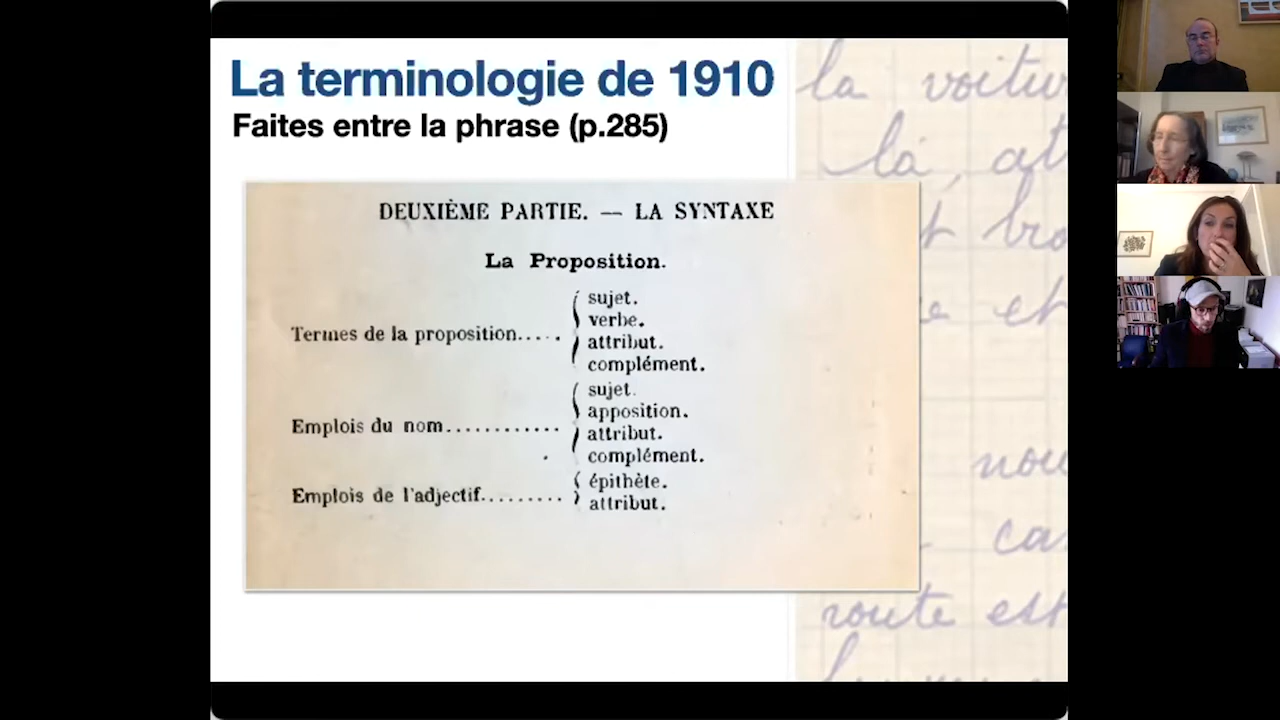 La terminologie de 1910
Faites entre la phrase (p.285)
DEUXIÈME PARTIE. — LA SYNTAXE
La Proposition.
Termes de la proposition.....
sujet.
verbe.
attribut.
complément.
Emplois du nom............
sujet.
apposition.
attribut.
complément.
Emplois de l'adjectif.........
épithète.
attribut.
la
là,
route est